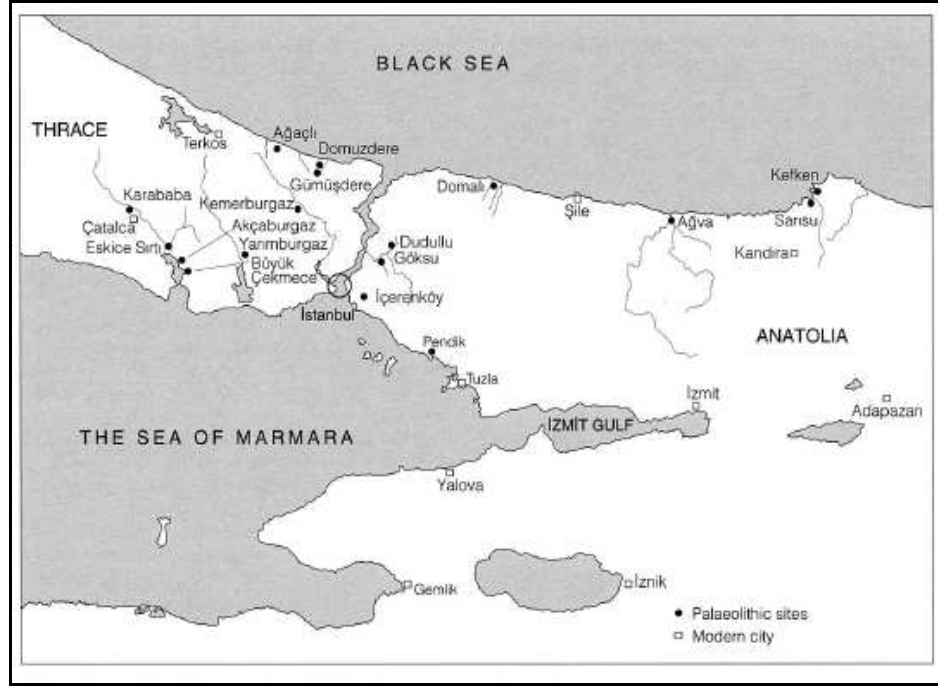 BLACK SEA
THRACE
Terkos
Ağaçlı
Domuzdere
Gümüşdere
Karababa
Kemerburgaz
Çatalca
Akçaburgaz
Eskice Sırtı
Yarımburgaz
Büyük
Çekmece
Domalı
Şile
Kefken
Sarısu
Ağva
Kandıra
Dudullu
Göksu
İçerenköy
İstanbul
Pendik
Tuzla
ANATOLIA
İzmit
Adapazarı
İZMİT GULF
THE SEA OF MARMARA
Yalova
Gemlik
İznik
Palaeolithic sites
Modern city